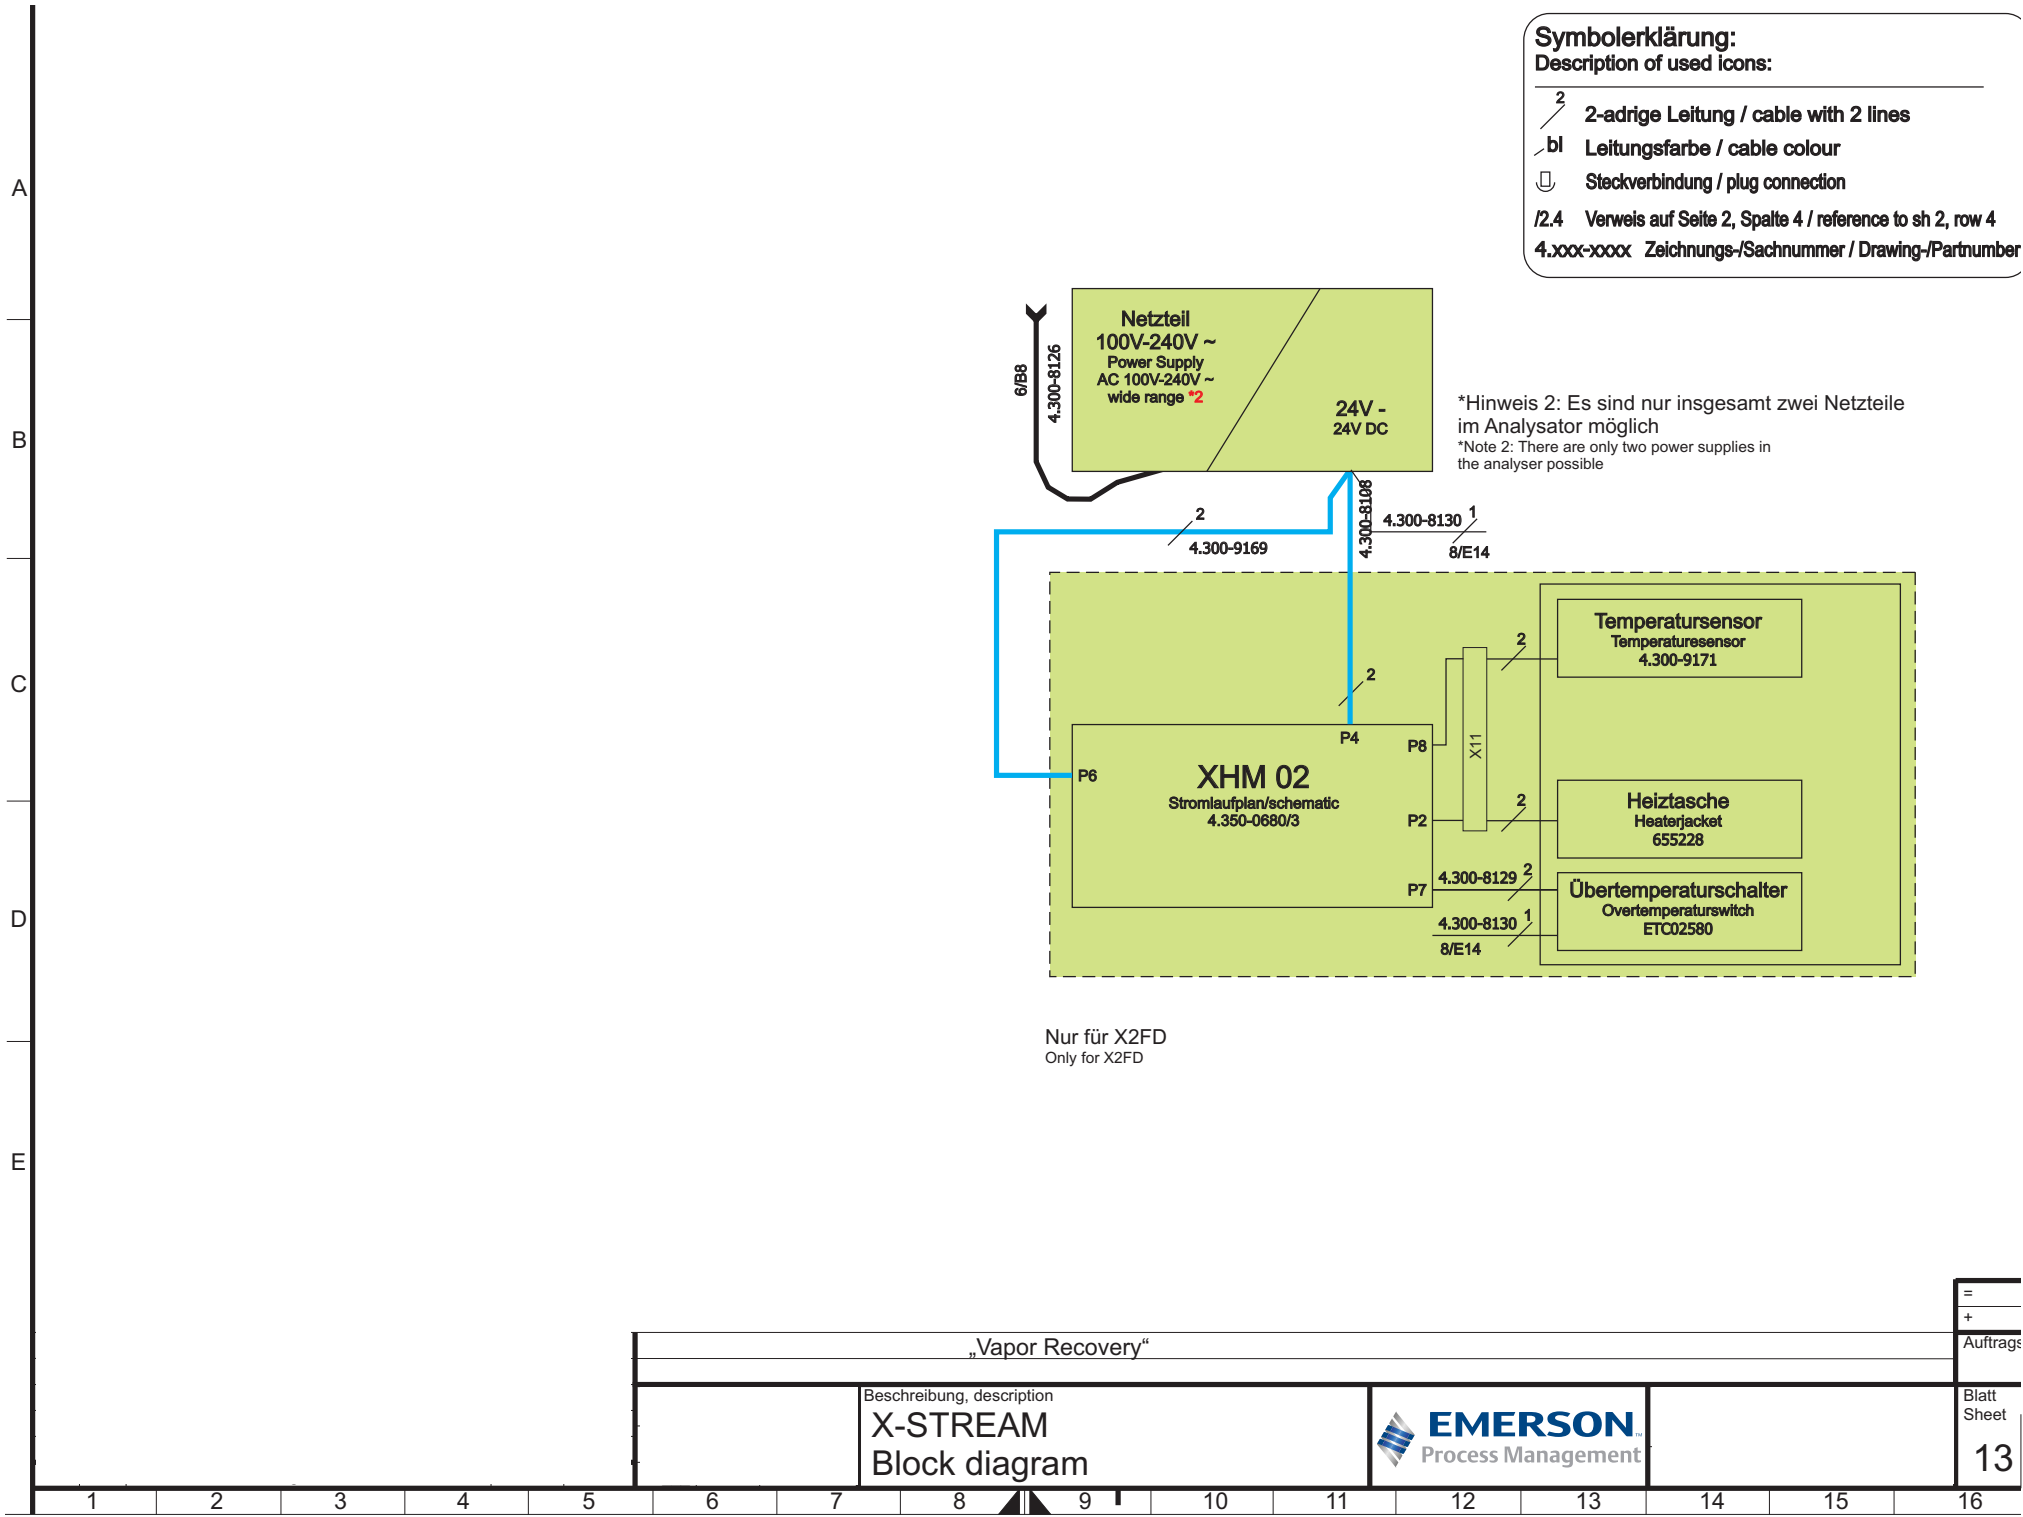 Symbolerklärung:
Description of used icons:
2
2-adrige Leitung / cable with 2 lines
bl Leitungsfarbe / cable colour
Steckverbindung / plug connection
/2.4 Verweis auf Seite 2, Spalte 4 / reference to sh 2, row 4
4.xxx-xxxx Zeichnungs-/Sachnummer / Drawing-/Partnumber
A
B
C
D
E
6/B8
4.300-8126
Netzteil
100V-240V ~
Power Supply
AC 100V-240V ~
wide range *2
24V -
24V DC
*Hinweis 2: Es sind nur insgesamt zwei Netzteile
im Analysator möglich
*Note 2: There are only two power supplies in
the analyser possible
2
4.300-9169
4.300-8108
4.300-8130 1
8/E14
2
Temperatursensor
Temperaturesensor
4.300-9171
2
X11
P4
P8
P6
XHM 02
Stromlaufplan/schematic
4.350-0680/3
P2
2
Heiztasche
Heaterjacket
655228
P7
4.300-8129 2
Übertemperaturschalter
Overtemperaturswitch
ETC02580
4.300-8130 1
8/E14
Nur für X2FD
Only for X2FD
=
+
„Vapor Recovery“
Auftrags
Beschreibung, description
X-STREAM
Block diagram
EMERSON™
Process Management
Blatt
Sheet
13
1 2 3 4 5 6 7 8 9 10 11 12 13 14 15 16